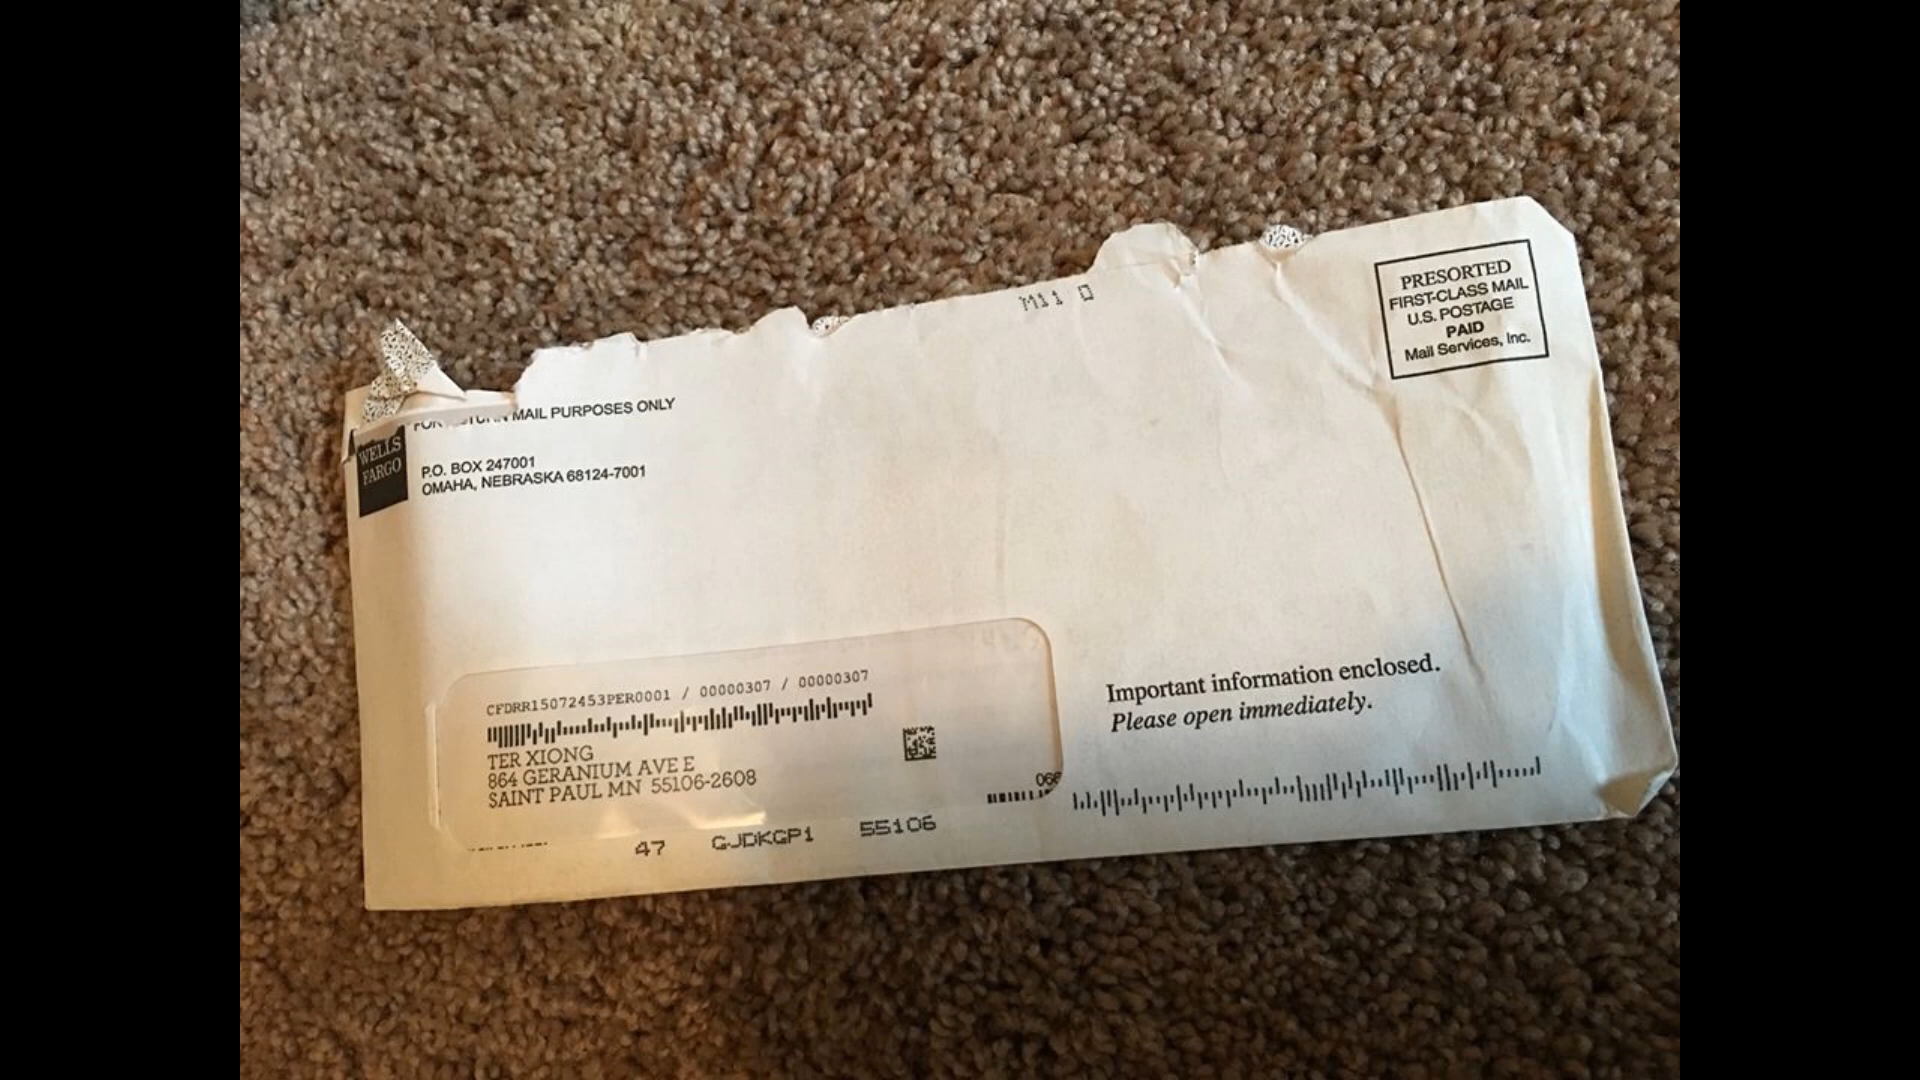 M11 0
PRESORTED
FIRST-CLASS MAIL
U.S. POSTAGE
PAID
Mail Services, Inc.
MAIL PURPOSES ONLY
WELLS
FARGO
P.O. BOX 247001
OMAHA, NEBRASKA 68124-7001
CFDRR15072453PER0001 / 00000307 / 00000307
TER XIONG
864 GERANIUM AVE E
SAINT PAUL MN 55106-2608
Important information enclosed.
Please open immediately.
47 GJDKGP1 55106